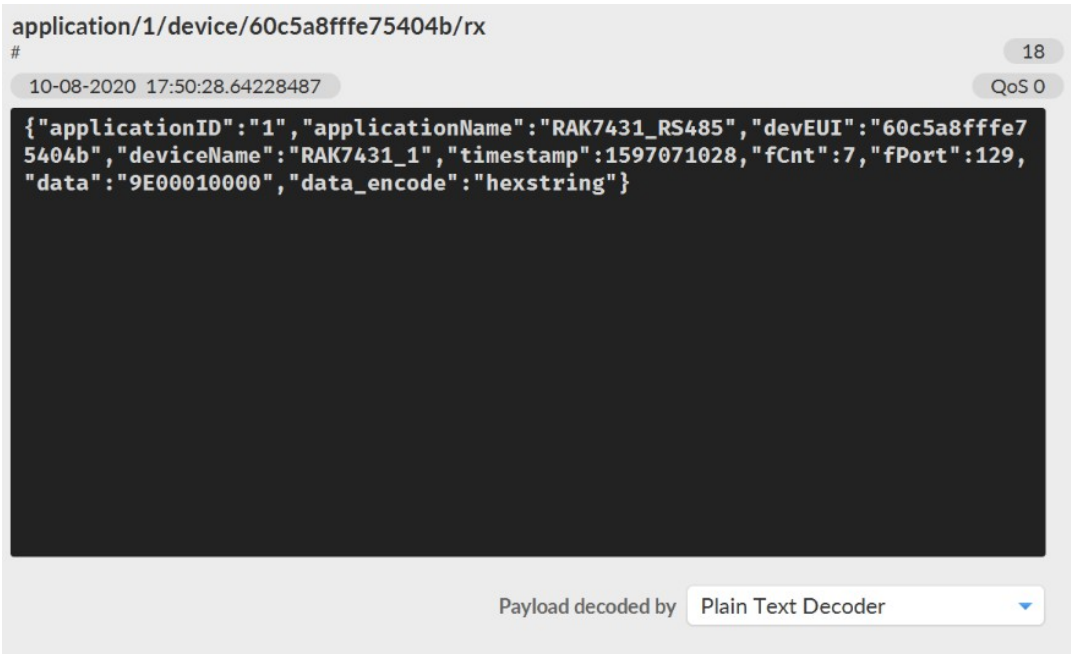 application/1/device/60c5a8fffe75404b/rx
#
18
10-08-2020 17:50:28.64228487
QoS 0
{"applicationID":"1","applicationName":"RAK7431_RS485","devEUI":"60c5a8fffe7
5404b","deviceName":"RAK7431_1","timestamp":1597071028,"fCnt":7,"fPort":129,
"data":"9E00010000","data_encode":"hexstring"}
Payload decoded by Plain Text Decoder